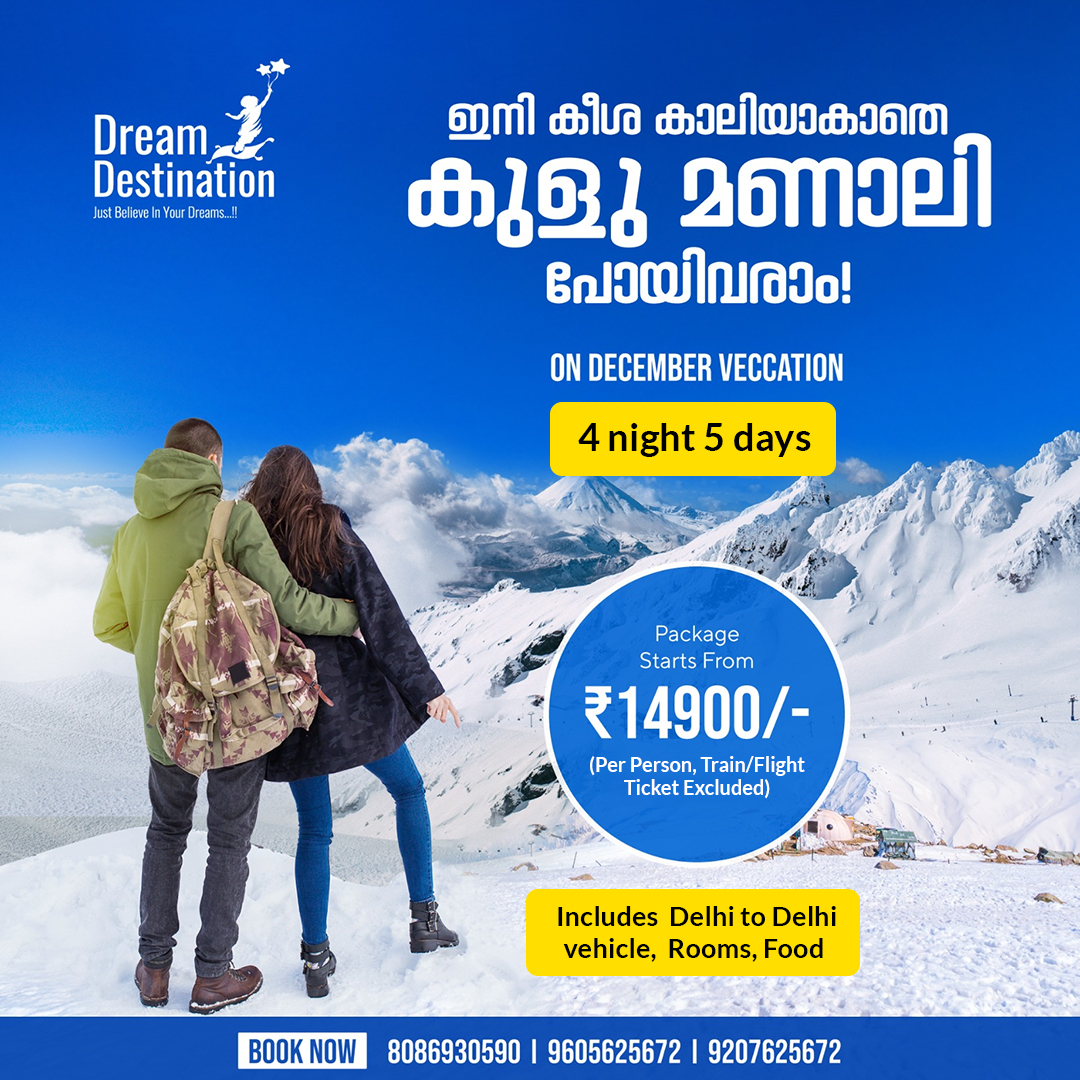 Dream
Destination
Just Believe In Your Dreams...!!
ഇനി കീശ കാലിയാകാതെ
കുളു മണാലി
പോയിവരാം!
ON DECEMBER VECCATION
4 night 5 days
Package
Starts From
₹14900/-
(Per Person, Train/Flight
Ticket Excluded)
Includes Delhi to Delhi
vehicle, Rooms, Food
BOOK NOW 8086930590 | 9605625672 | 9207625672